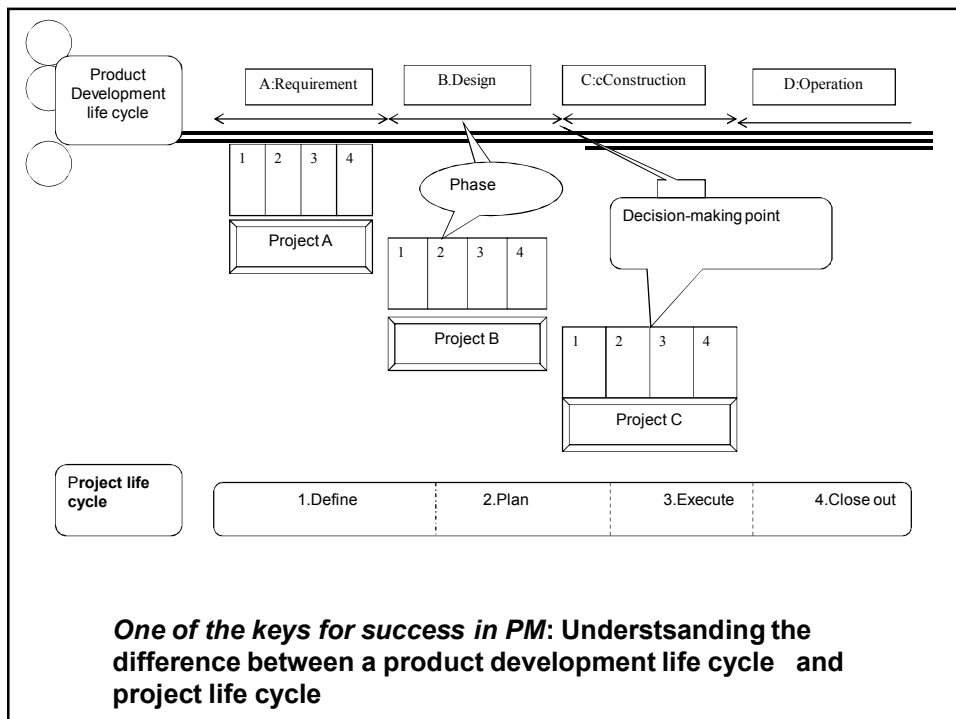 Product
Development
life cycle
A:Requirement
B.Design
C:cConstruction
D:Operation
1 2 3 4
Phase
Decision-making point
Project A
1 2 3 4
Project B
1 2 3 4
Project C
Project life
cycle
1.Define 2.Plan 3.Execute 4.Close out
One of the keys for success in PM: Understsanding the
difference between a product development life cycle and
project life cycle